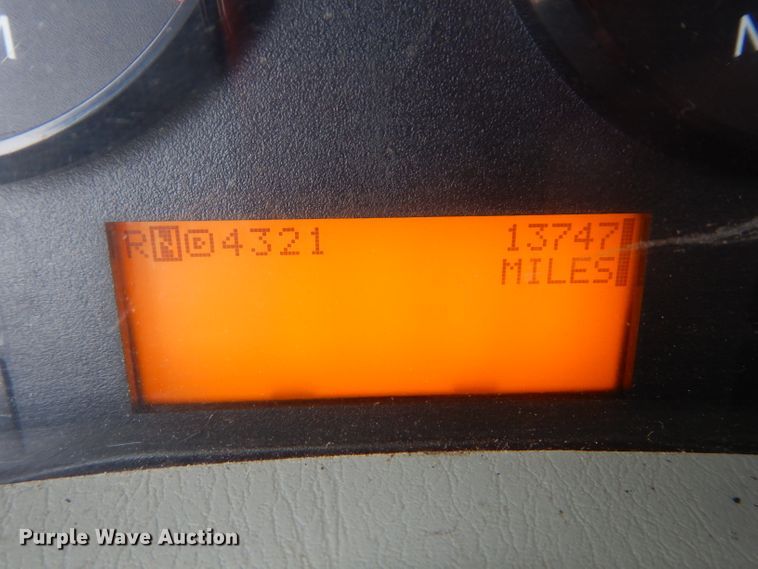 RND4321 13747
MILES
Purple Wave Auction